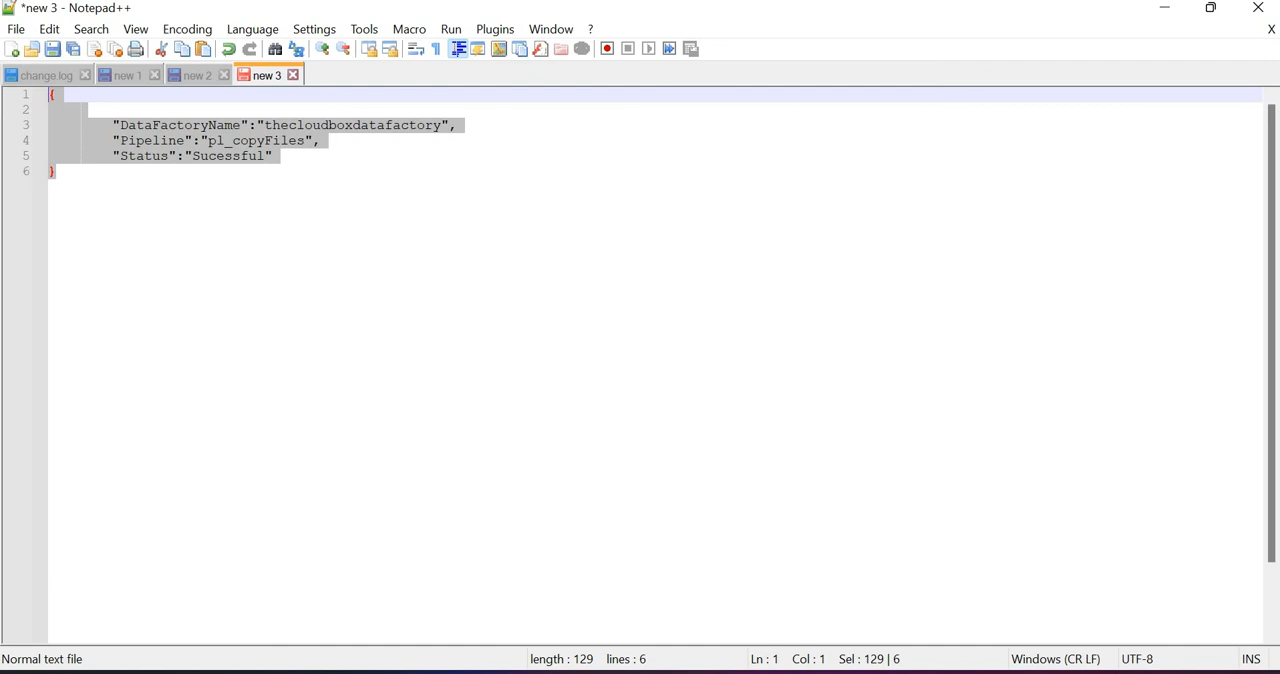 *new 3 - Notepad++
File Edit Search View Encoding Language Settings Tools Macro Run Plugins Window ? X
change.log new 1 new 2 new 3
1 {
2
3 "DataFactoryName":"thecloudboxdatafactory",
4 "Pipeline":"pl_copyFiles",
5 "Status":"Sucessful"
6 }
Normal text file length : 129 lines : 6 Ln : 1 Col : 1 Sel : 129 | 6 Windows (CR LF) UTF-8 INS